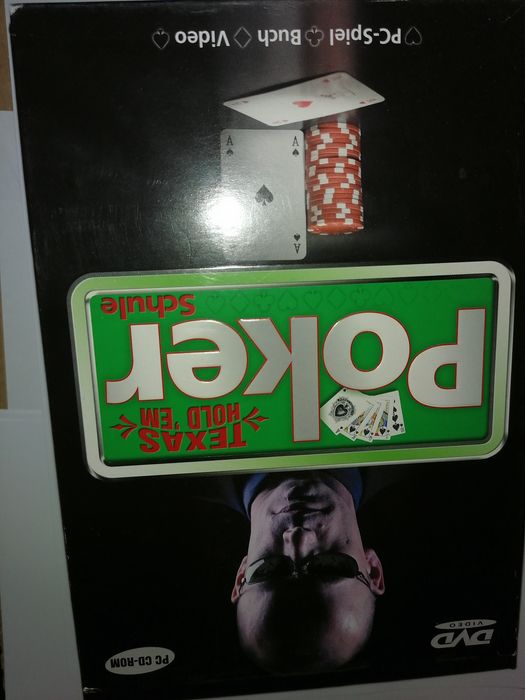 DVD
VIDEO
PC CD-ROM
TEXAS
HOLD 'EM
Poker
Schule
A
A
A
♡ PC-Spiel ♧ Buch ♢ Video ♤